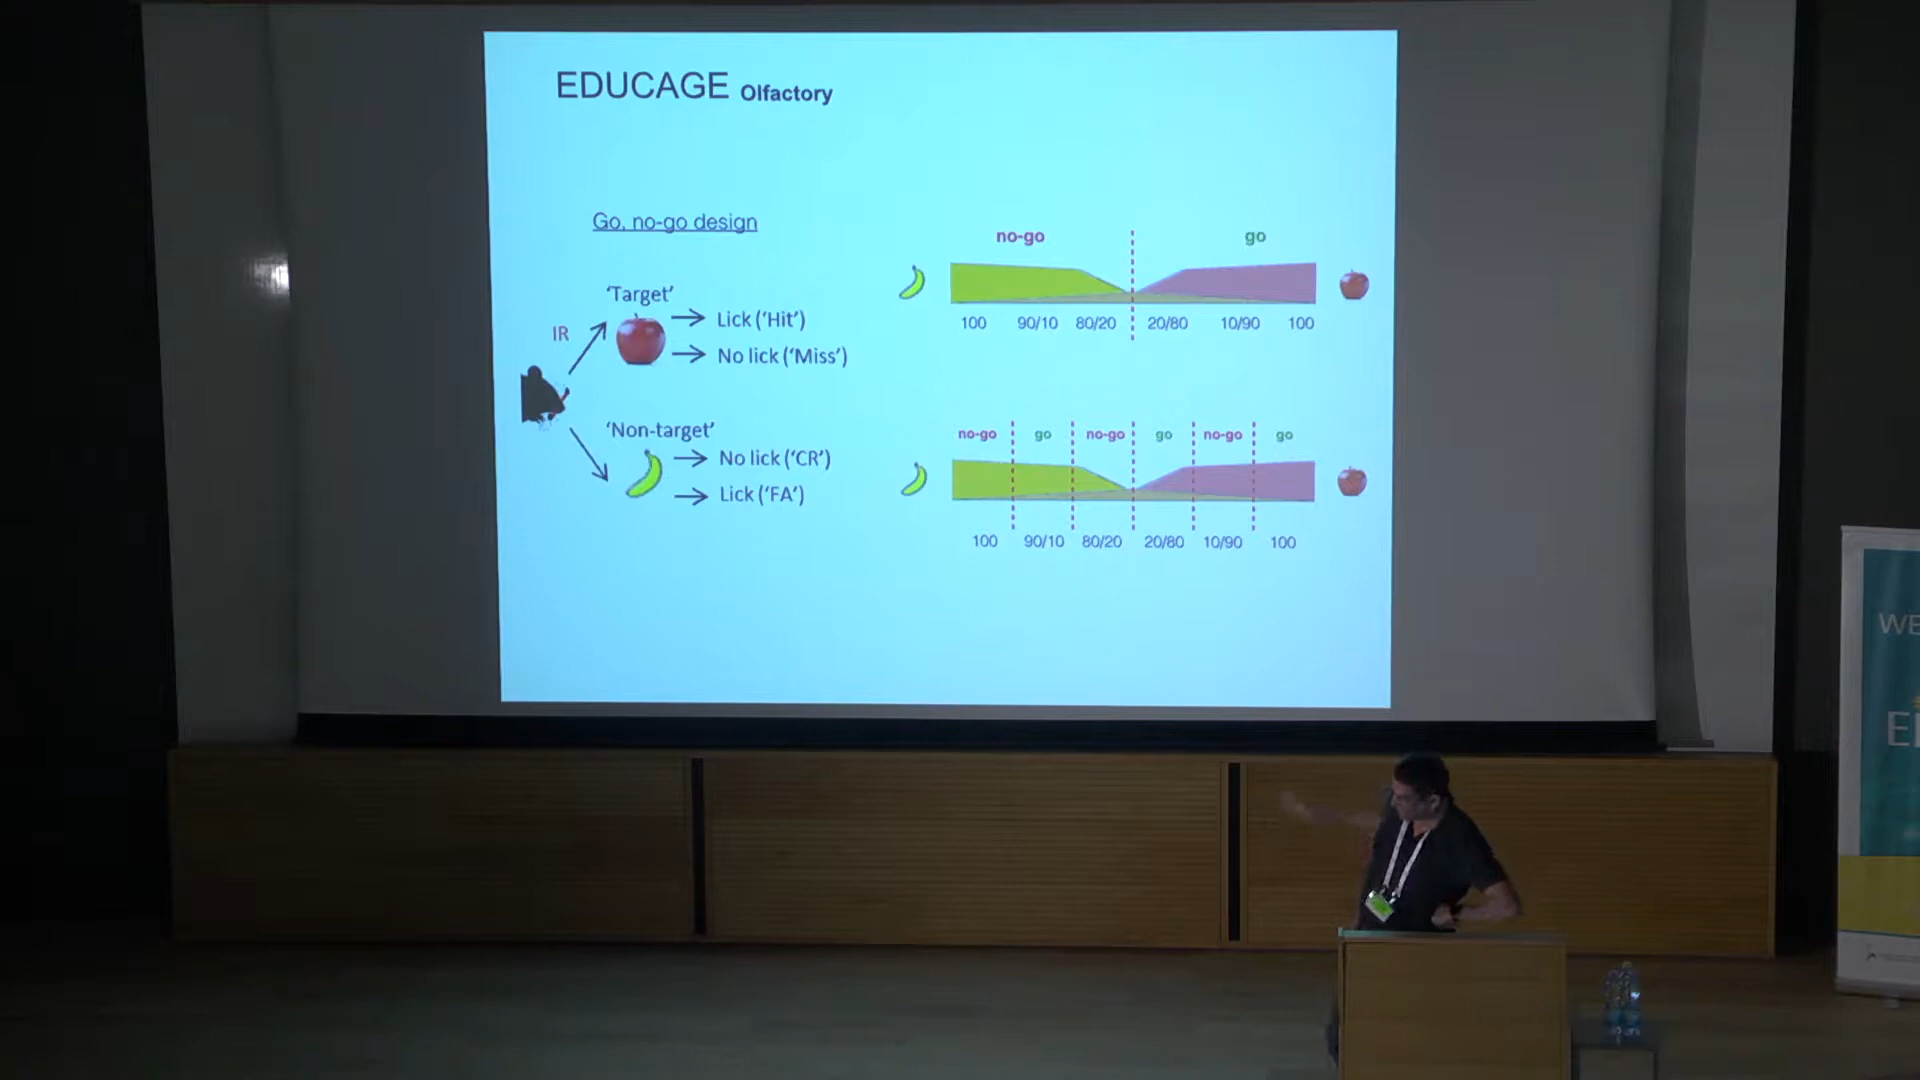 EDUCAGE Olfactory
Go, no-go design
IR
‘Target’
Lick (‘Hit’)
No lick (‘Miss’)
‘Non-target’
No lick (‘CR’)
Lick (‘FA’)
no-go go
100 90/10 80/20 20/80 10/90 100
no-go go no-go go no-go go
100 90/10 80/20 20/80 10/90 100
WE